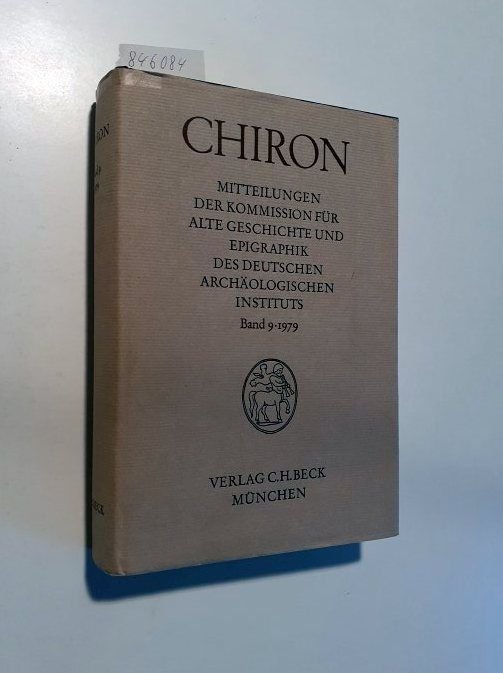 846084
CHIRON
MITTEILUNGEN
DER KOMMISSION FÜR
ALTE GESCHICHTE UND
EPIGRAPHIK
DES DEUTSCHEN
ARCHÄOLOGISCHEN
INSTITUTS
Band 9·1979
VERLAG C.H.BECK
MÜNCHEN